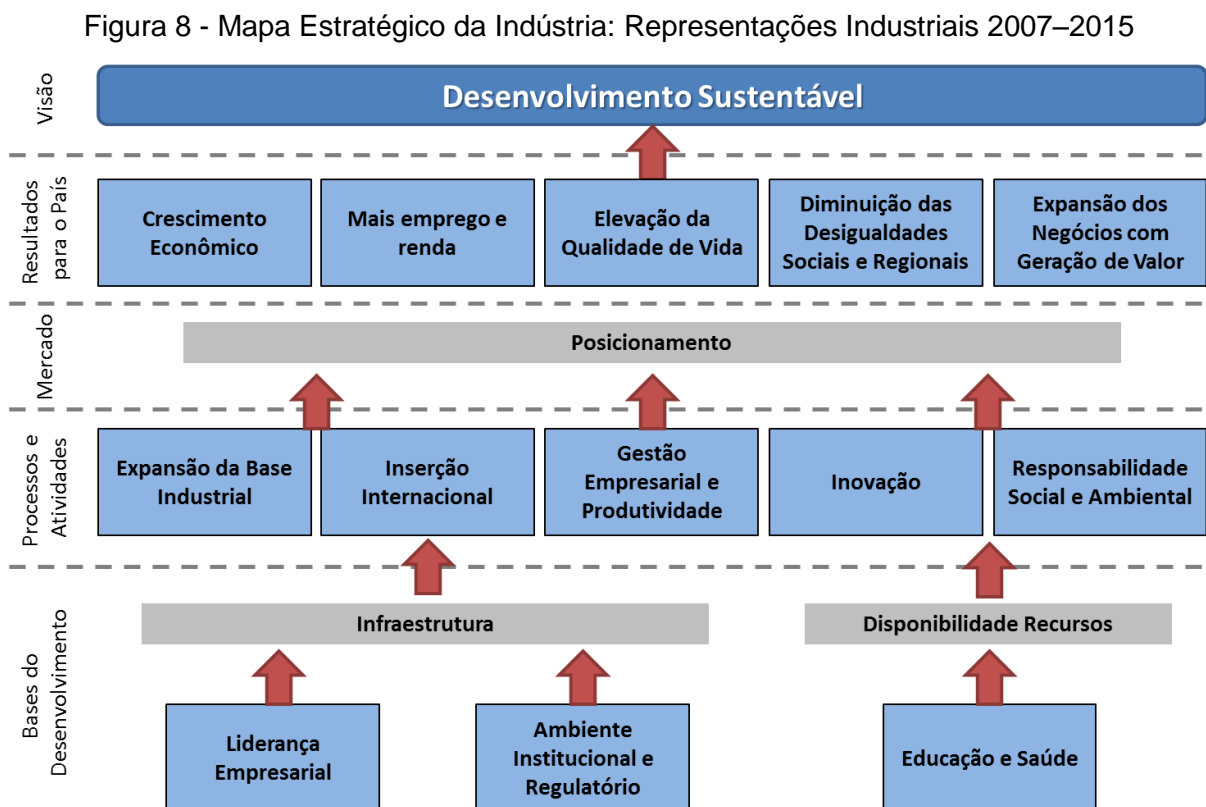 Figura 8 - Mapa Estratégico da Indústria: Representações Industriais 2007–2015
Visão
Desenvolvimento Sustentável
Resultados
para o País
Crescimento
Econômico
Mais emprego e
renda
Elevação da
Qualidade de Vida
Diminuição das
Desigualdades
Sociais e Regionais
Expansão dos
Negócios com
Geração de Valor
Mercado
Posicionamento
Processos e
Atividades
Expansão da Base
Industrial
Inserção
Internacional
Gestão
Empresarial e
Produtividade
Inovação
Responsabilidade
Social e Ambiental
Bases do
Desenvolvimento
Infraestrutura
Disponibilidade Recursos
Liderança
Empresarial
Ambiente
Institucional e
Regulatório
Educação e Saúde